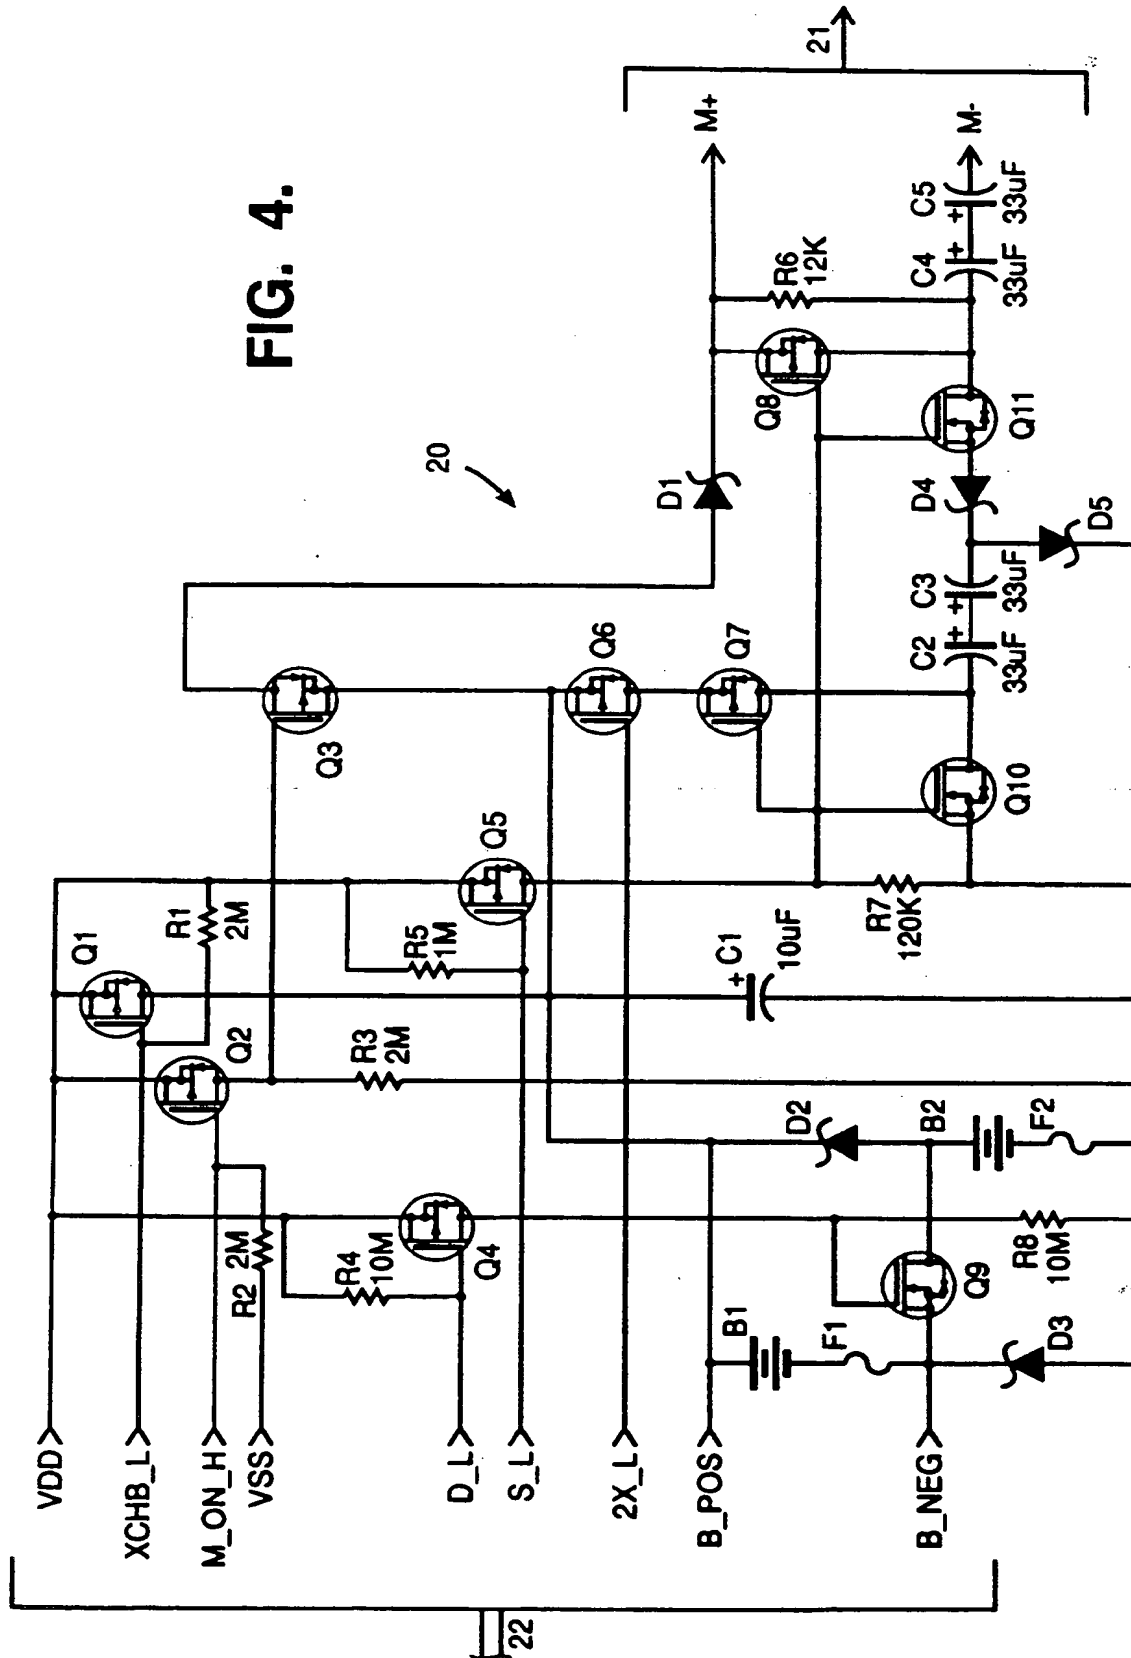 FIG. 4.
20
21
22
VDD
XCHB_L
M_ON_H
VSS
D_L
S_L
2X_L
B_POS
B_NEG
Q1
R1
2M
Q2
R2
2M
R3
2M
R4
10M
Q4
R5
1M
Q5
Q3
Q6
Q7
D1
Q8
R6
12K
M+
M-
C1
10uF
R7
120K
Q10
C2
33uF
C3
33uF
D4
Q11
C4
33uF
C5
33uF
D5
D2
B2
F2
B1
F1
Q9
R8
10M
D3
+
+
+
+
+